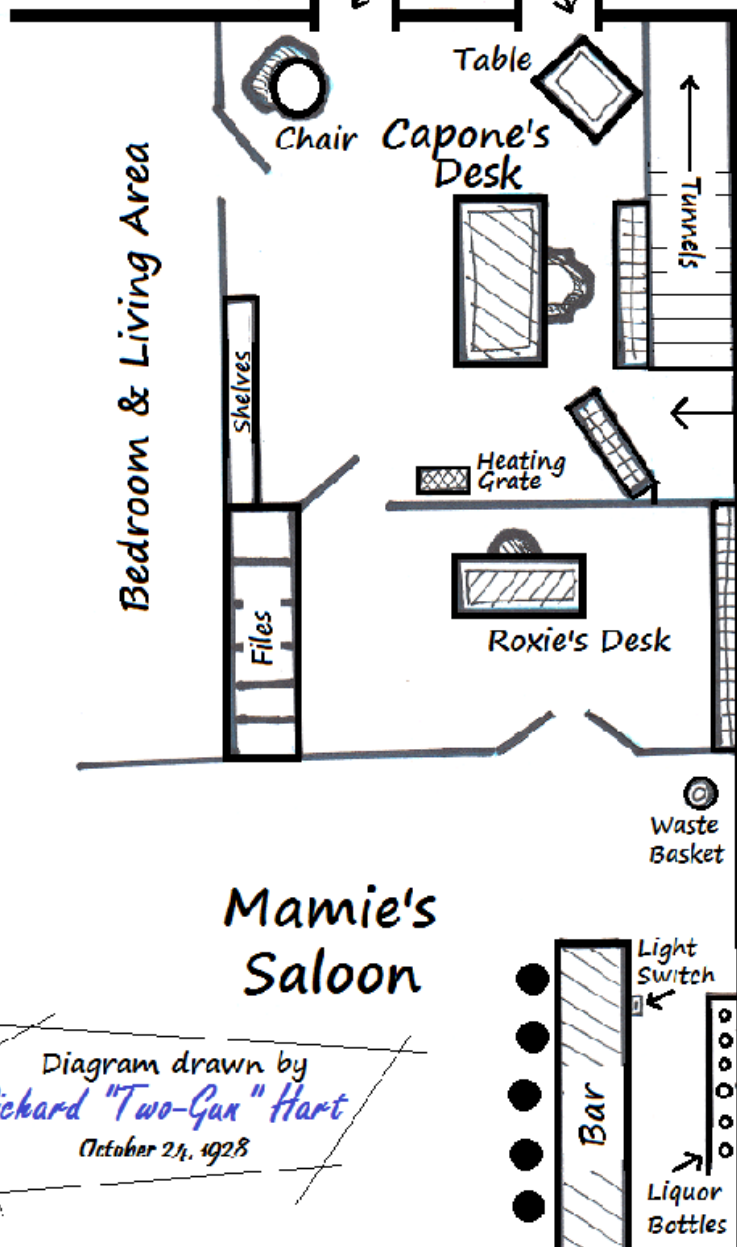 Table
Chair
Capone's
Desk
Tunnels
Bedroom & Living Area
Shelves
Heating
Grate
Files
Roxie's Desk
Waste
Basket
Mamie's
Saloon
Light
Switch
Diagram drawn by
ichard "Two-Gun" Hart
October 24, 1928
Bar
Liquor
Bottles